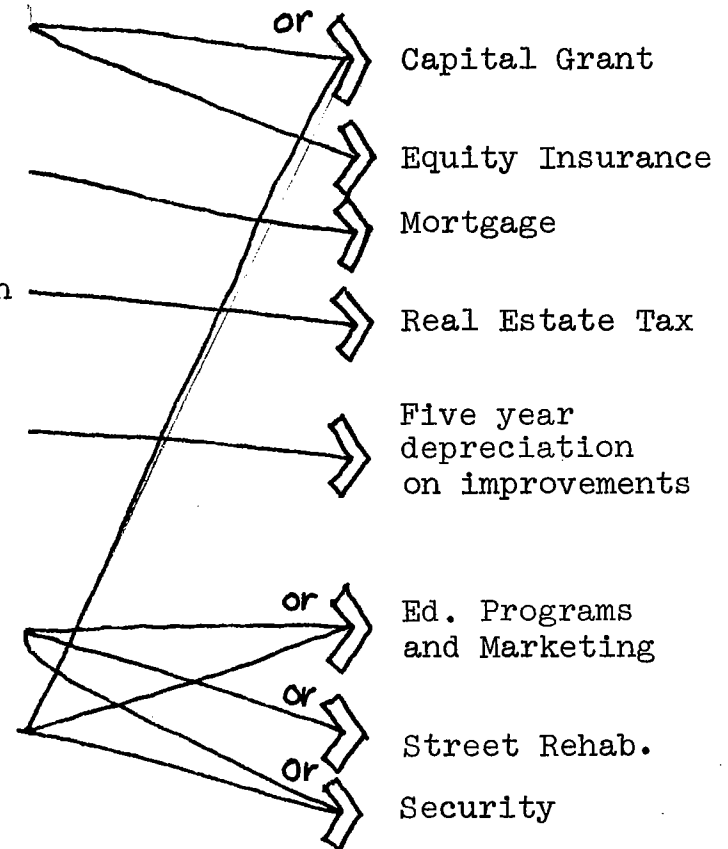 or
Capital Grant
Equity Insurance
Mortgage
n
Real Estate Tax
Five year
depreciation
on improvements
or
Ed. Programs
and Marketing
or
Street Rehab.
or
Security